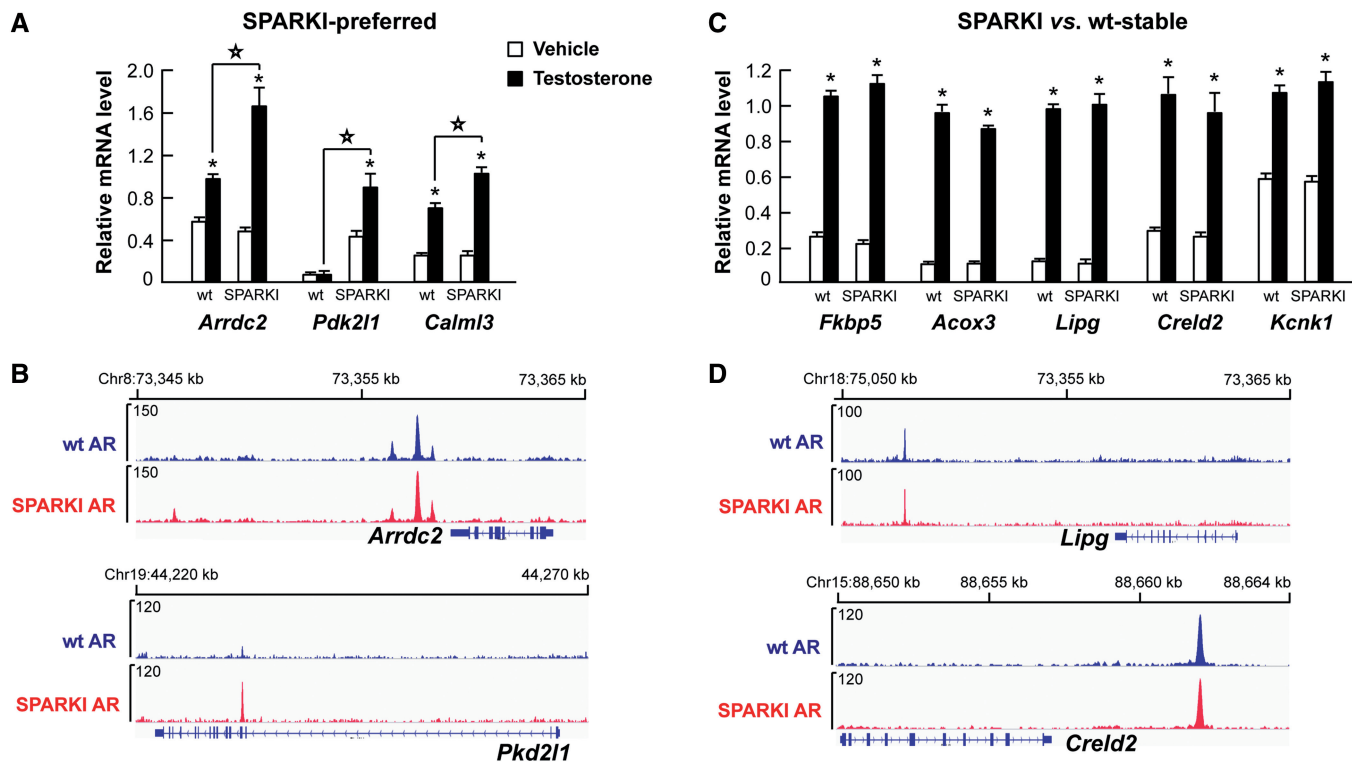 A
SPARKI-preferred
Vehicle
Testosterone
Relative mRNA level
2.0
1.6
1.2
0.8
0.4
0
*
*
*
*
*
wt SPARKI wt SPARKI wt SPARKI
Arrdc2 Pdk2l1 Calml3
C
SPARKI vs. wt-stable
Relative mRNA level
1.2
1.0
0.8
0.6
0.4
0.2
0
* * * * * * * * * *
wt SPARKI wt SPARKI wt SPARKI wt SPARKI wt SPARKI
Fkbp5 Acox3 Lipg Creld2 Kcnk1
B
Chr8:73,345 kb 73,355 kb 73,365 kb
150
wt AR
150
SPARKI AR
Arrdc2
Chr19:44,220 kb 44,270 kb
120
wt AR
120
SPARKI AR
Pkd2l1
D
Chr18:75,050 kb 73,355 kb 73,365 kb
100
wt AR
100
SPARKI AR
Lipg
Chr15:88,650 kb 88,655 kb 88,660 kb 88,664 kb
120
wt AR
120
SPARKI AR
Creld2